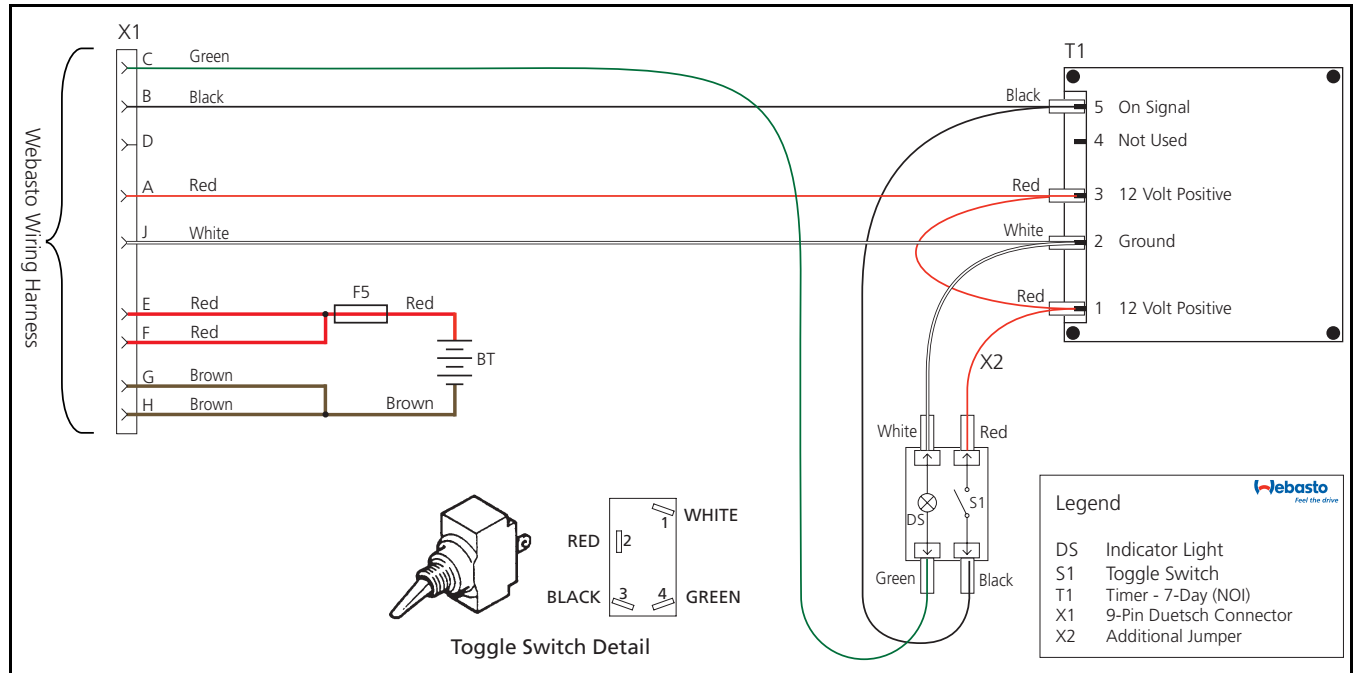 X1
C Green
B Black
D
A Red
J White
E Red
F Red
G Brown
H Brown
Webasto Wiring Harness
F5
Red
BT
Brown
T1
Black 5 On Signal
4 Not Used
Red 3 12 Volt Positive
White 2 Ground
Red 1 12 Volt Positive
X2
White Red
DS S1
Green Black
1 WHITE
RED 2
BLACK 3 4 GREEN
Toggle Switch Detail
Webasto
Feel the drive
Legend
DS Indicator Light
S1 Toggle Switch
T1 Timer - 7-Day (NOI)
X1 9-Pin Duetsch Connector
X2 Additional Jumper